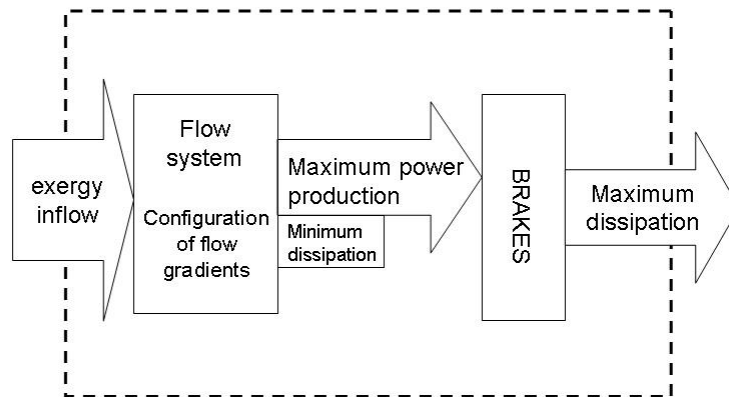 exergy
inflow
Flow
system
Configuration
of flow
gradients
Maximum power
production
Minimum
dissipation
BRAKES
Maximum
dissipation